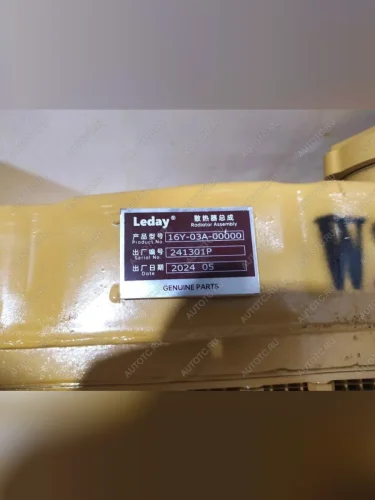 Leday®
散热器总成
Radiator Assembly
产品型号 16Y-03A-00000
Product No.
出厂编号 241301P
Serial No.
出厂日期 2024 05
Date
GENUINE PARTS
W